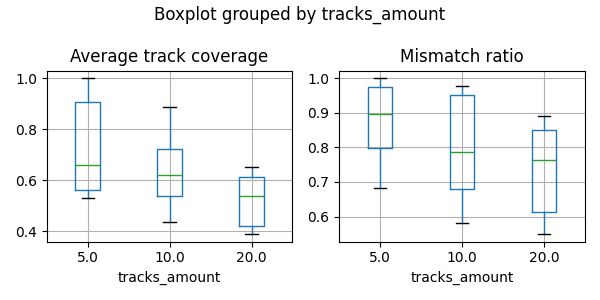 Boxplot grouped by tracks_amount
Average track coverage
1.0
0.8
0.6
0.4
5.0 10.0 20.0
tracks_amount
Mismatch ratio
1.0
0.9
0.8
0.7
0.6
5.0 10.0 20.0
tracks_amount